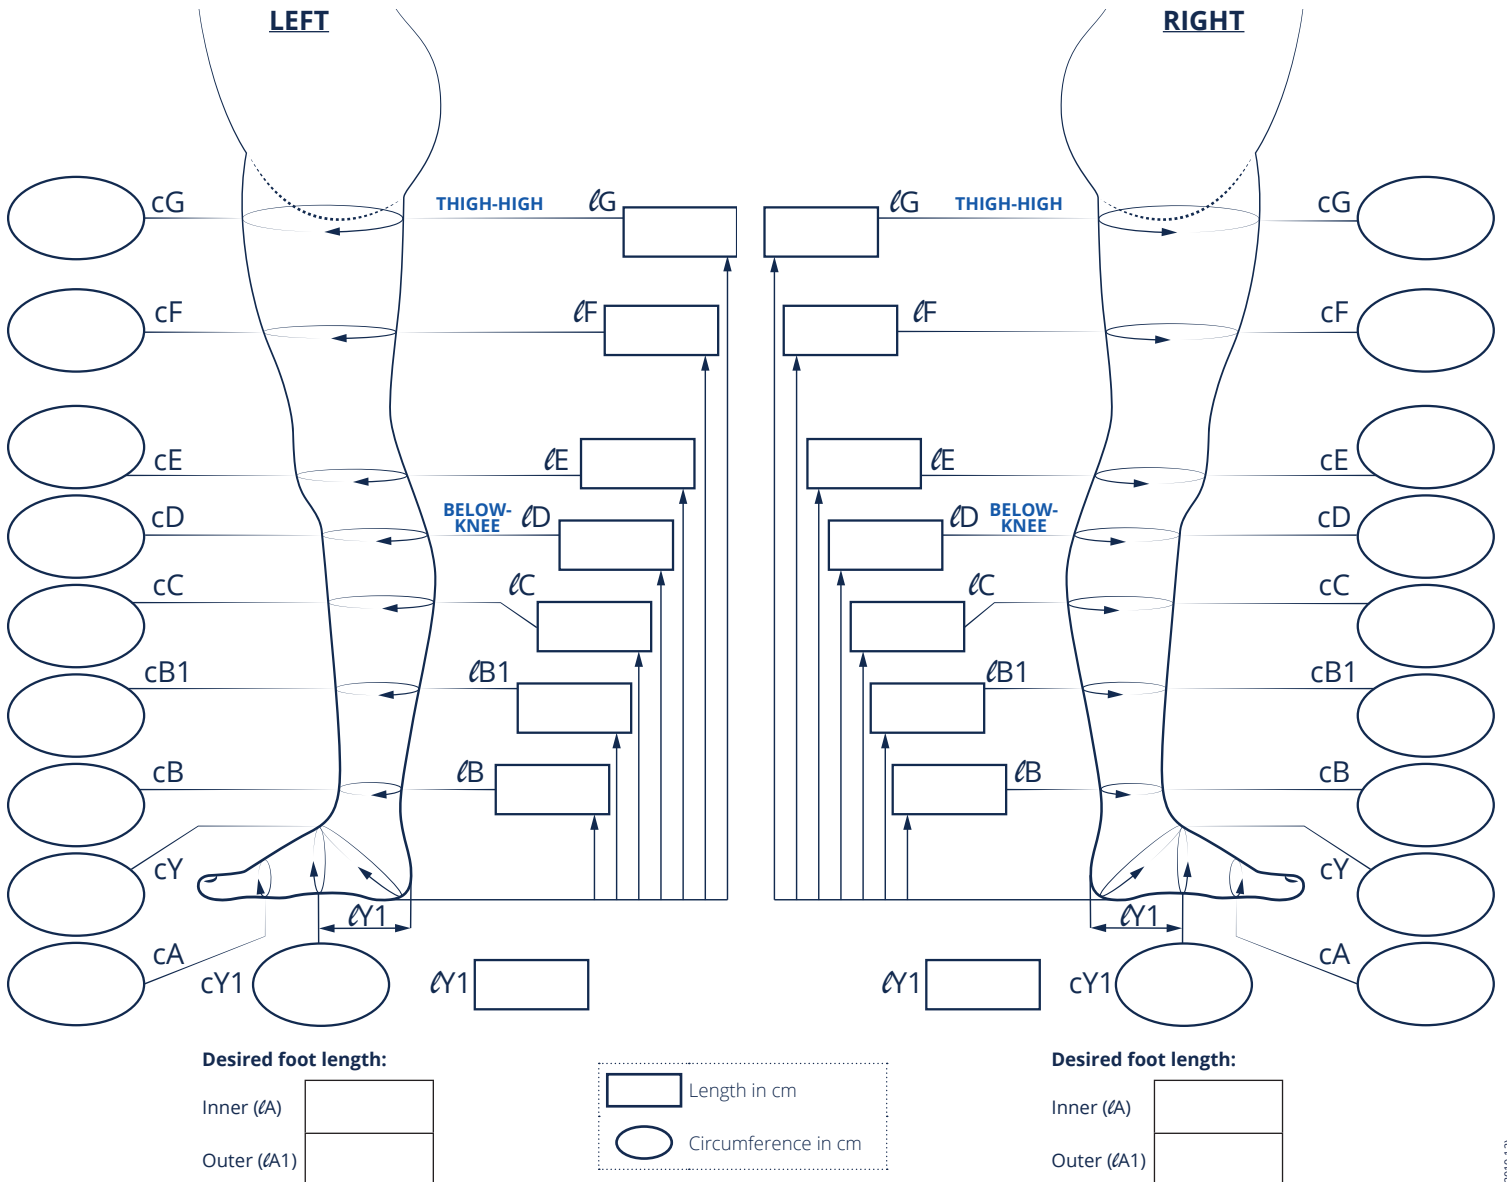 LEFT RIGHT
cG THIGH-HIGH ℓG ℓG THIGH-HIGH cG
cF ℓF ℓF cF
cE ℓE ℓE cE
cD BELOW-
KNEE ℓD ℓD BELOW-
KNEE cD
cC ℓC ℓC cC
cB1 ℓB1 ℓB1 cB1
cB ℓB ℓB cB
cY cY
ℓY1 ℓY1
cA cA
cY1 ℓY1 ℓY1 cY1
Desired foot length: Desired foot length:
Inner (ℓA) Length in cm Inner (ℓA)
Outer (ℓA1) Circumference in cm Outer (ℓA1)